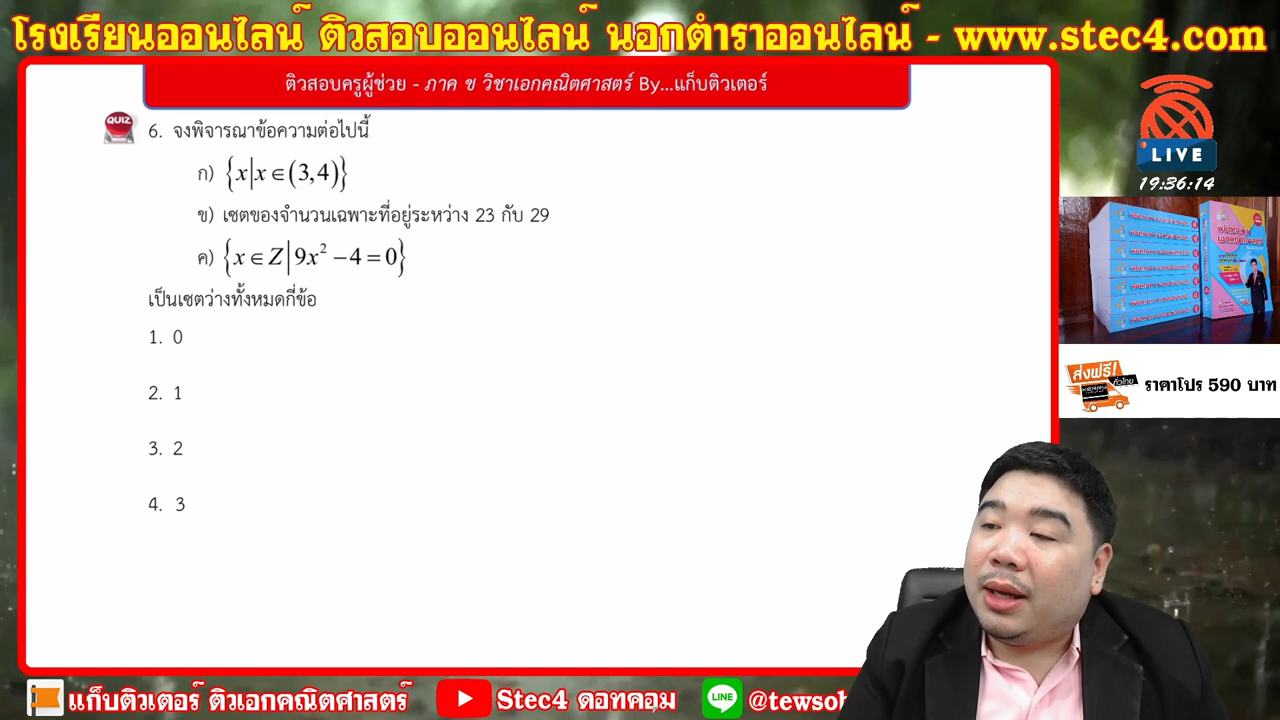 โรงเรียนออนไลน์ ติวสอบออนไลน์ นอกตำราออนไลน์ - www.stec4.com
ติวสอบครูผู้ช่วย - ภาค ข วิชาเอกคณิตศาสตร์ By...แก็บติวเตอร์
QUIZ
6. จงพิจารณาข้อความต่อไปนี้
ก) {x|x∈(3,4)}
ข) เซตของจำนวนเฉพาะที่อยู่ระหว่าง 23 กับ 29
ค) {x∈Z|9x²−4=0}
เป็นเซตว่างทั้งหมดกี่ข้อ
1. 0
2. 1
3. 2
4. 3
LIVE
19:36:14
ส่งฟรี!
ทั่วไทย
ราคาโปร 590 บาท
แก็บติวเตอร์ ติวเอกคณิตศาสตร์
Stec4 ดอทคอม
LINE
@tewsob